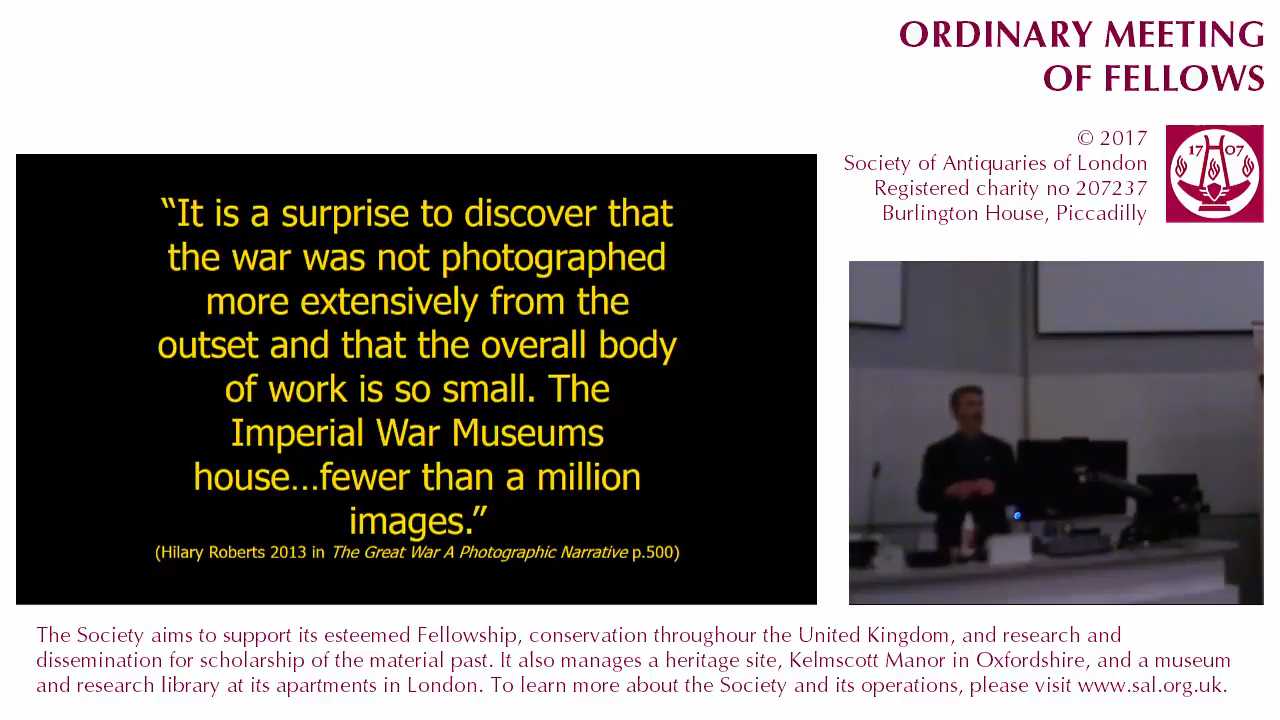 ORDINARY MEETING
OF FELLOWS
© 2017
Society of Antiquaries of London
Registered charity no 207237
Burlington House, Piccadilly
17 07
“It is a surprise to discover that
the war was not photographed
more extensively from the
outset and that the overall body
of work is so small. The
Imperial War Museums
house...fewer than a million
images.”
(Hilary Roberts 2013 in The Great War A Photographic Narrative p.500)
The Society aims to support its esteemed Fellowship, conservation throughour the United Kingdom, and research and
dissemination for scholarship of the material past. It also manages a heritage site, Kelmscott Manor in Oxfordshire, and a museum
and research library at its apartments in London. To learn more about the Society and its operations, please visit www.sal.org.uk.